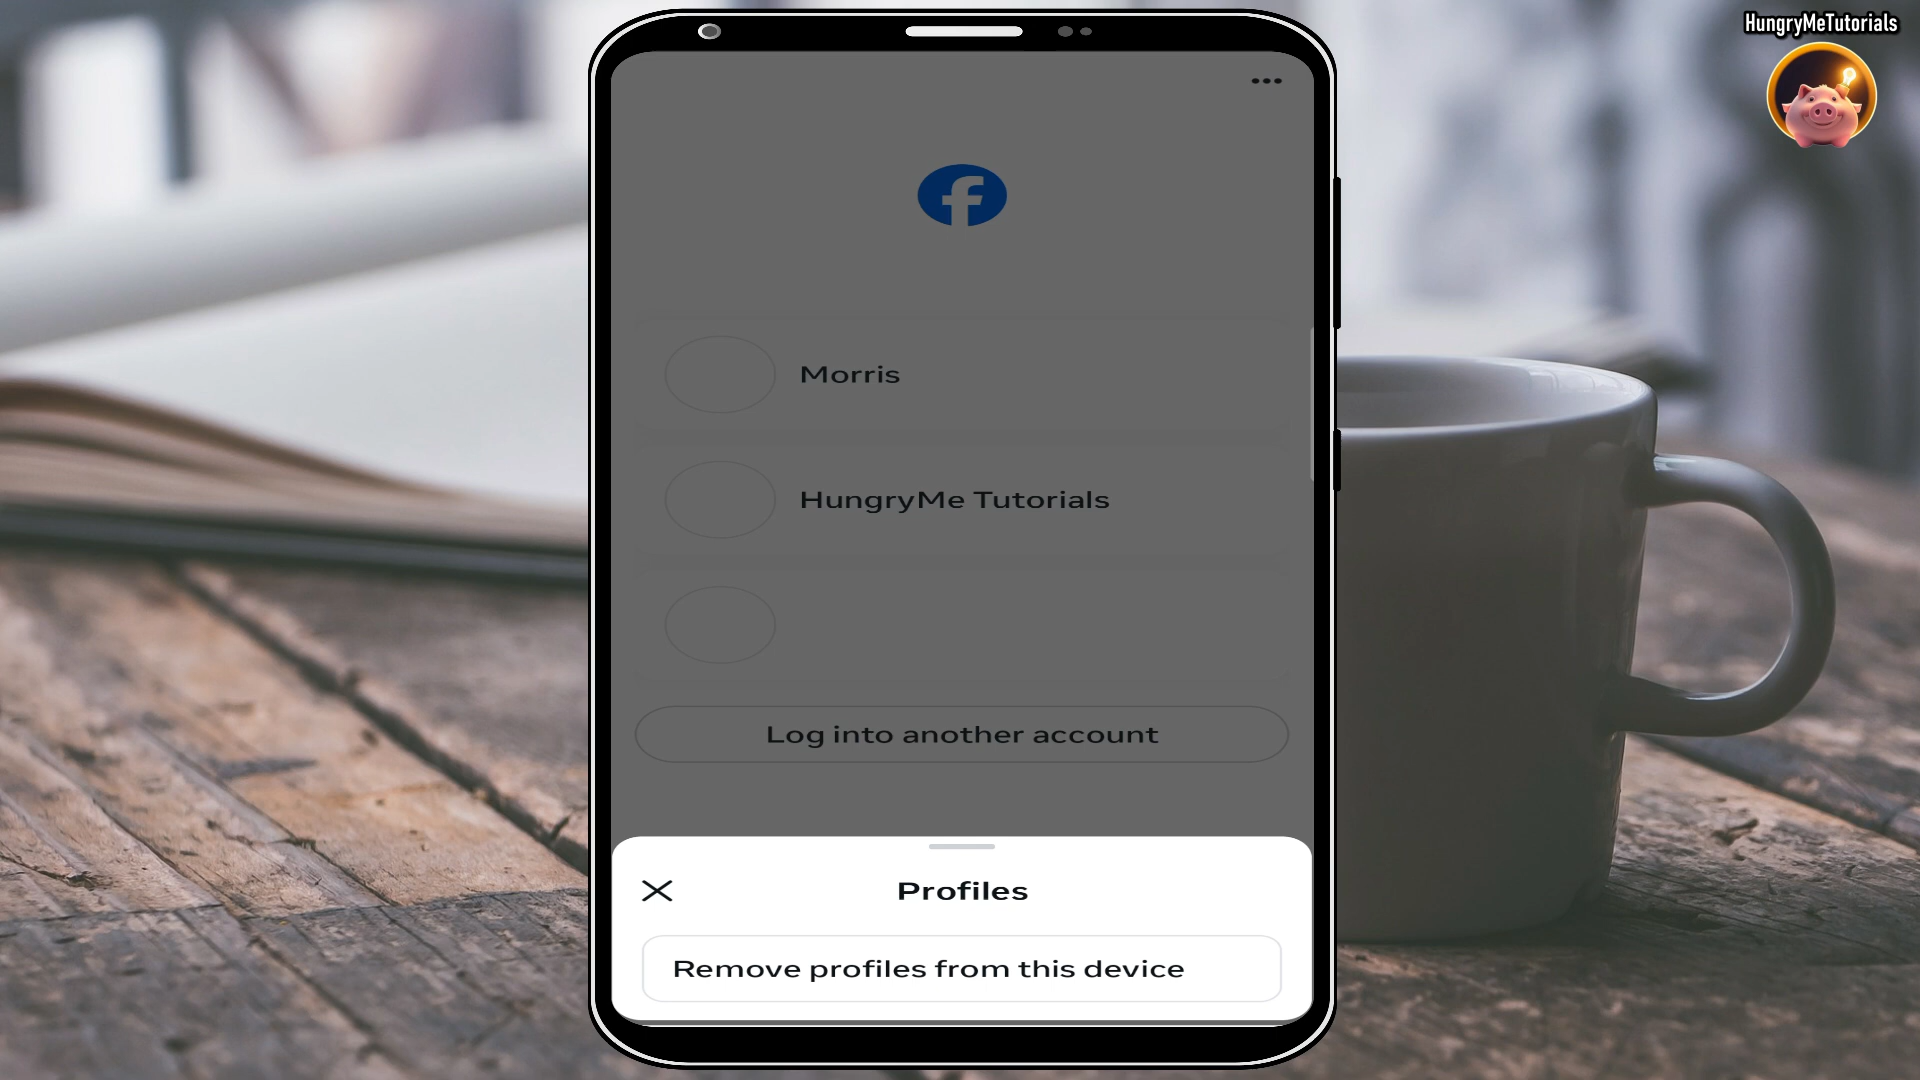 HungryMeTutorials
Morris
HungryMe Tutorials
Log into another account
Profiles
Remove profiles from this device